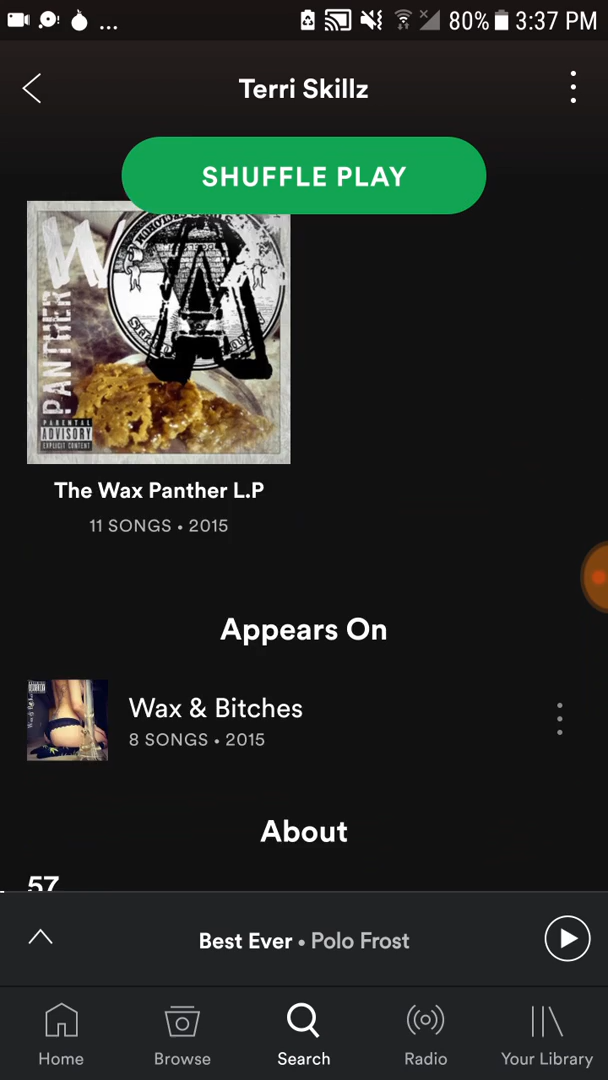 ... 80% 3:37 PM
Terri Skillz
SHUFFLE PLAY
W
PANTHER
PARENTAL
ADVISORY
EXPLICIT CONTENT
The Wax Panther L.P
11 SONGS • 2015
Appears On
Wax & Bitches
8 SONGS • 2015
About
57
Best Ever • Polo Frost
Home Browse Search Radio Your Library